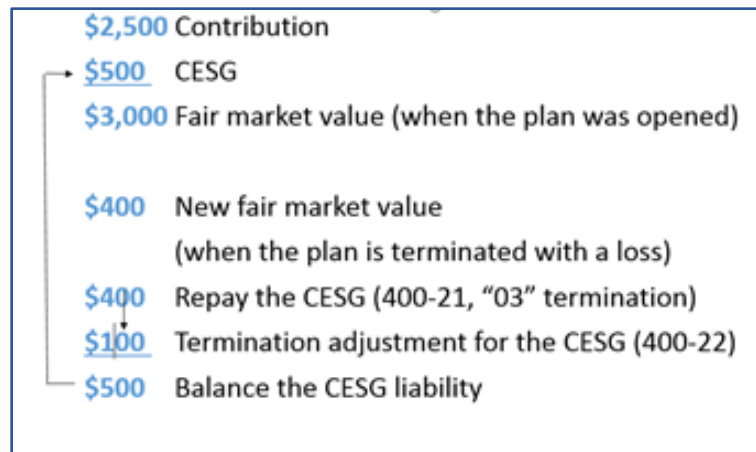 $2,500 Contribution
$500 CESG
$3,000 Fair market value (when the plan was opened)
$400 New fair market value
(when the plan is terminated with a loss)
$400 Repay the CESG (400-21, “03” termination)
$100 Termination adjustment for the CESG (400-22)
$500 Balance the CESG liability